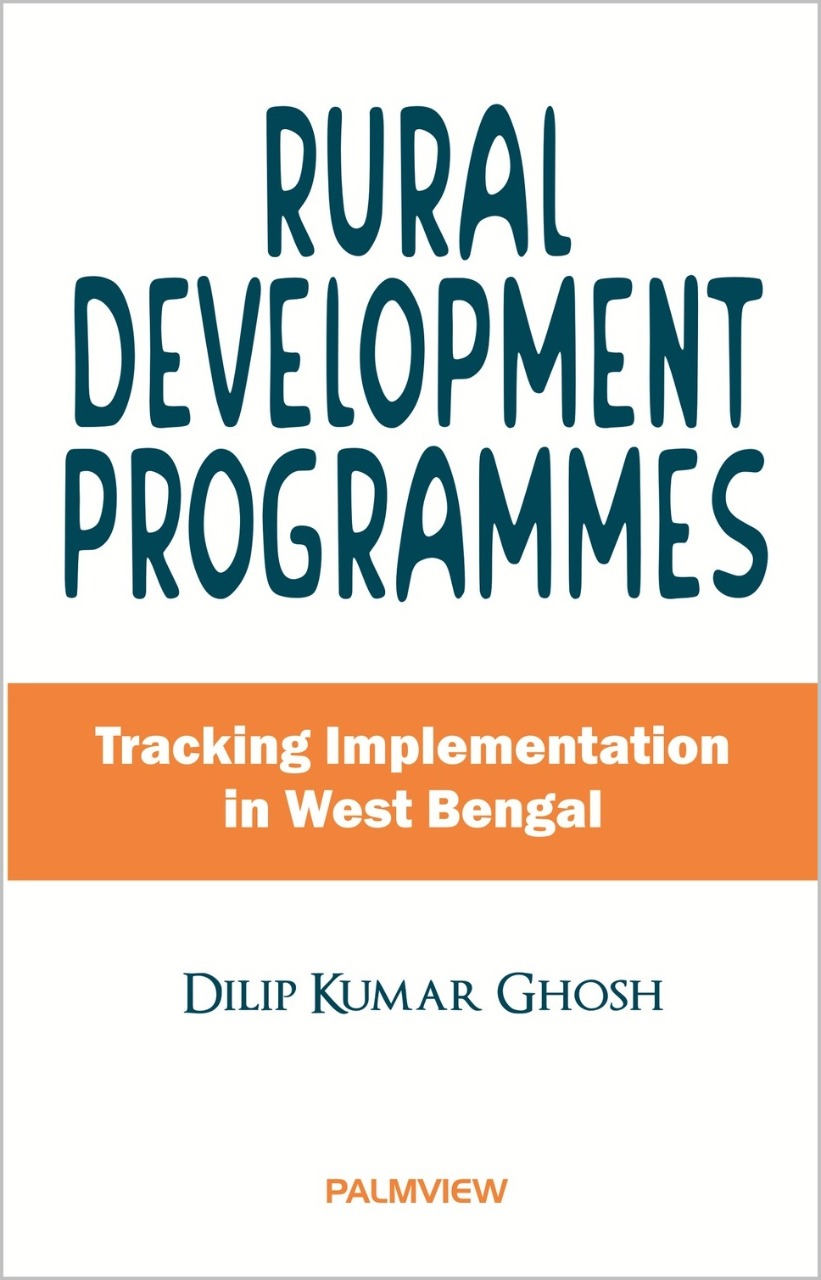 RURAL
DEVELOPMENT
PROGRAMMES
Tracking Implementation
in West Bengal
DILIP KUMAR GHOSH
PALMVIEW